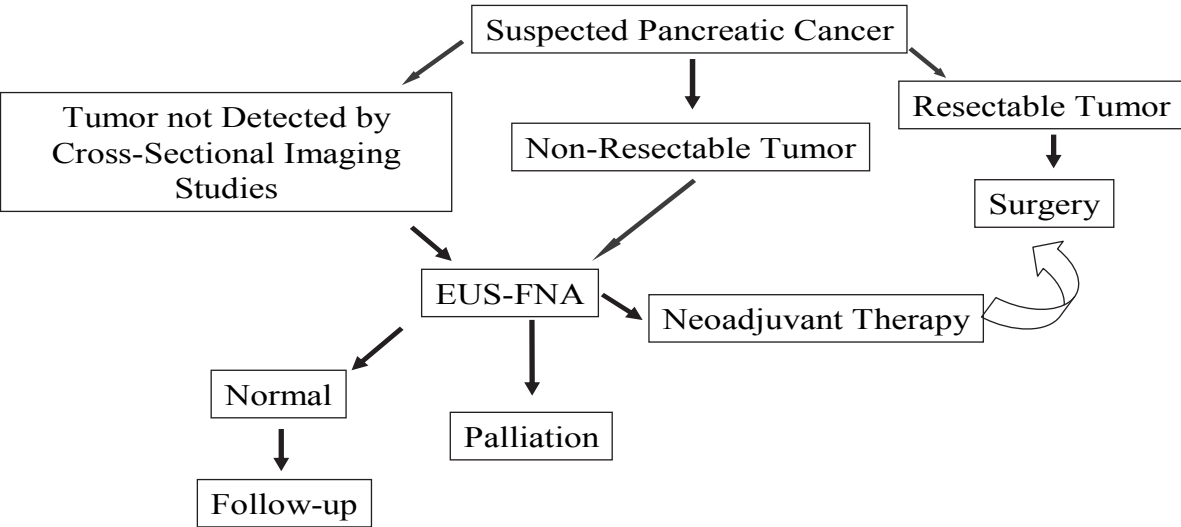 Suspected Pancreatic Cancer
Tumor not Detected by
Cross-Sectional Imaging
Studies
Non-Resectable Tumor
Resectable Tumor
Surgery
EUS-FNA
Neoadjuvant Therapy
Normal
Palliation
Follow-up